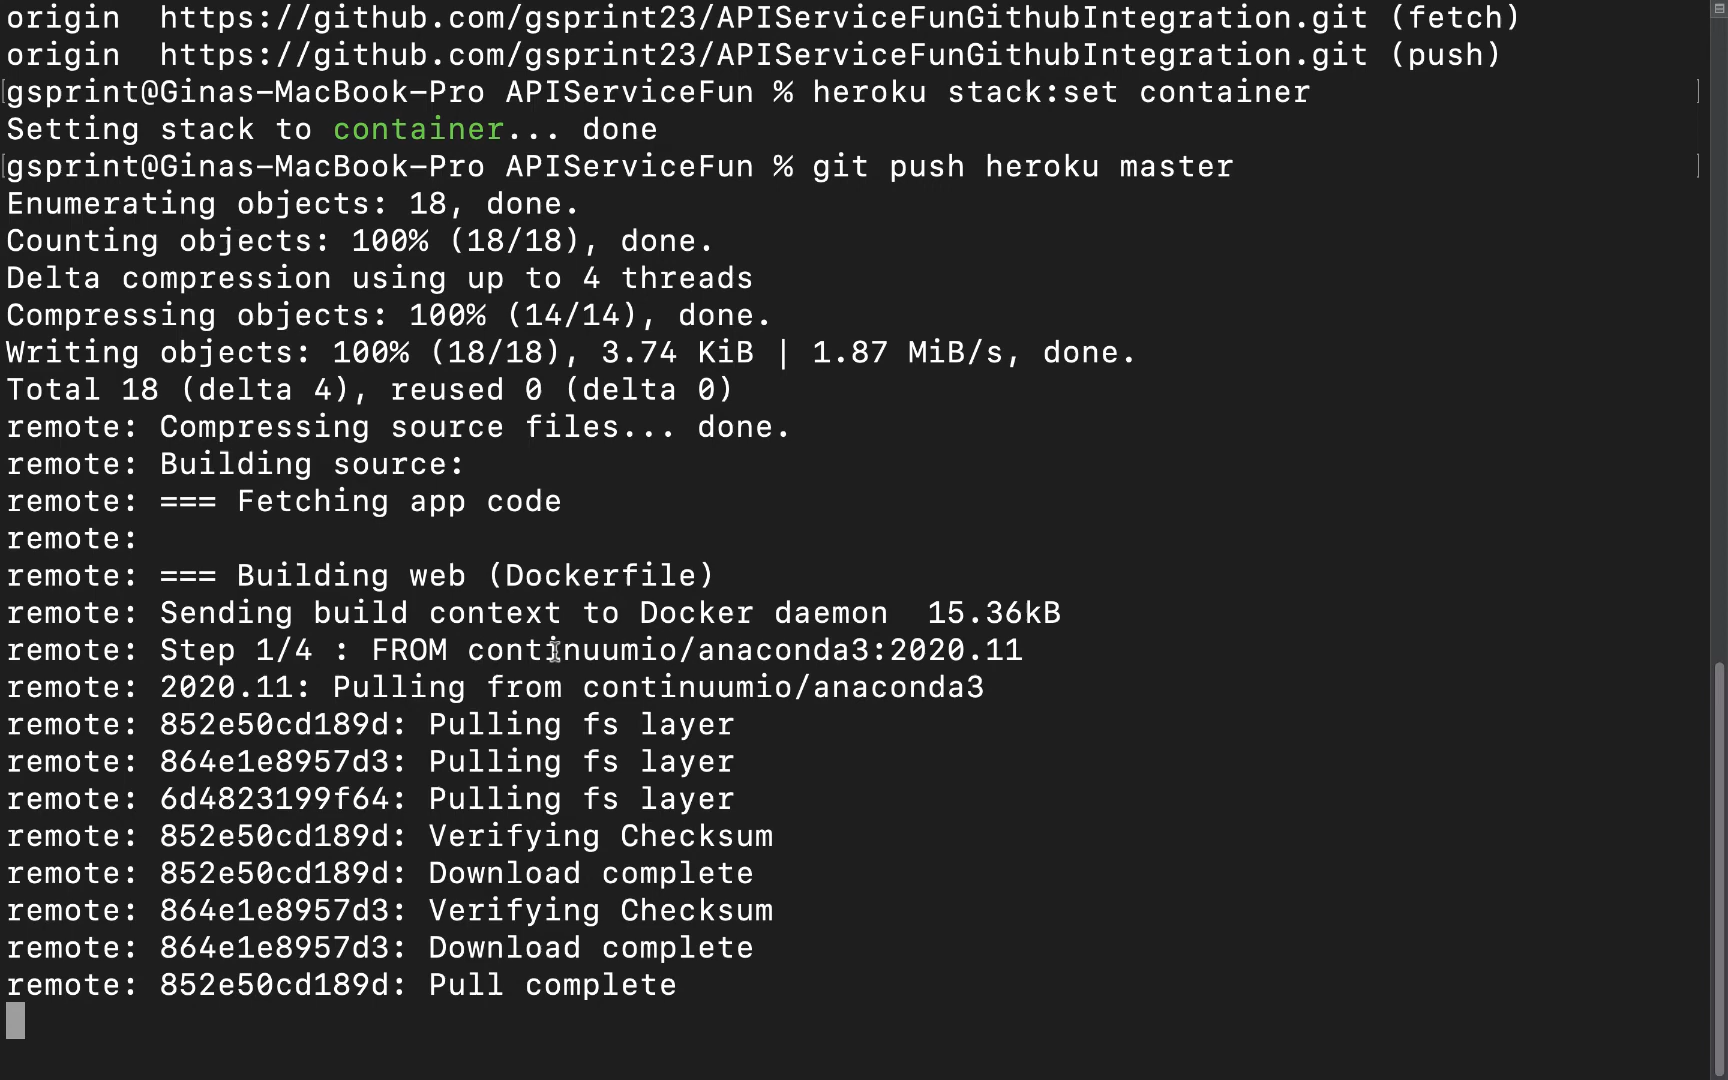 origin  https://github.com/gsprint23/APIServiceFunGithubIntegration.git (fetch)
origin  https://github.com/gsprint23/APIServiceFunGithubIntegration.git (push)
[gsprint@Ginas-MacBook-Pro APIServiceFun % heroku stack:set container ]
Setting stack to container... done
[gsprint@Ginas-MacBook-Pro APIServiceFun % git push heroku master ]
Enumerating objects: 18, done.
Counting objects: 100% (18/18), done.
Delta compression using up to 4 threads
Compressing objects: 100% (14/14), done.
Writing objects: 100% (18/18), 3.74 KiB | 1.87 MiB/s, done.
Total 18 (delta 4), reused 0 (delta 0)
remote: Compressing source files... done.
remote: Building source:
remote: === Fetching app code
remote:
remote: === Building web (Dockerfile)
remote: Sending build context to Docker daemon  15.36kB
remote: Step 1/4 : FROM continuumio/anaconda3:2020.11
remote: 2020.11: Pulling from continuumio/anaconda3
remote: 852e50cd189d: Pulling fs layer
remote: 864e1e8957d3: Pulling fs layer
remote: 6d4823199f64: Pulling fs layer
remote: 852e50cd189d: Verifying Checksum
remote: 852e50cd189d: Download complete
remote: 864e1e8957d3: Verifying Checksum
remote: 864e1e8957d3: Download complete
remote: 852e50cd189d: Pull complete